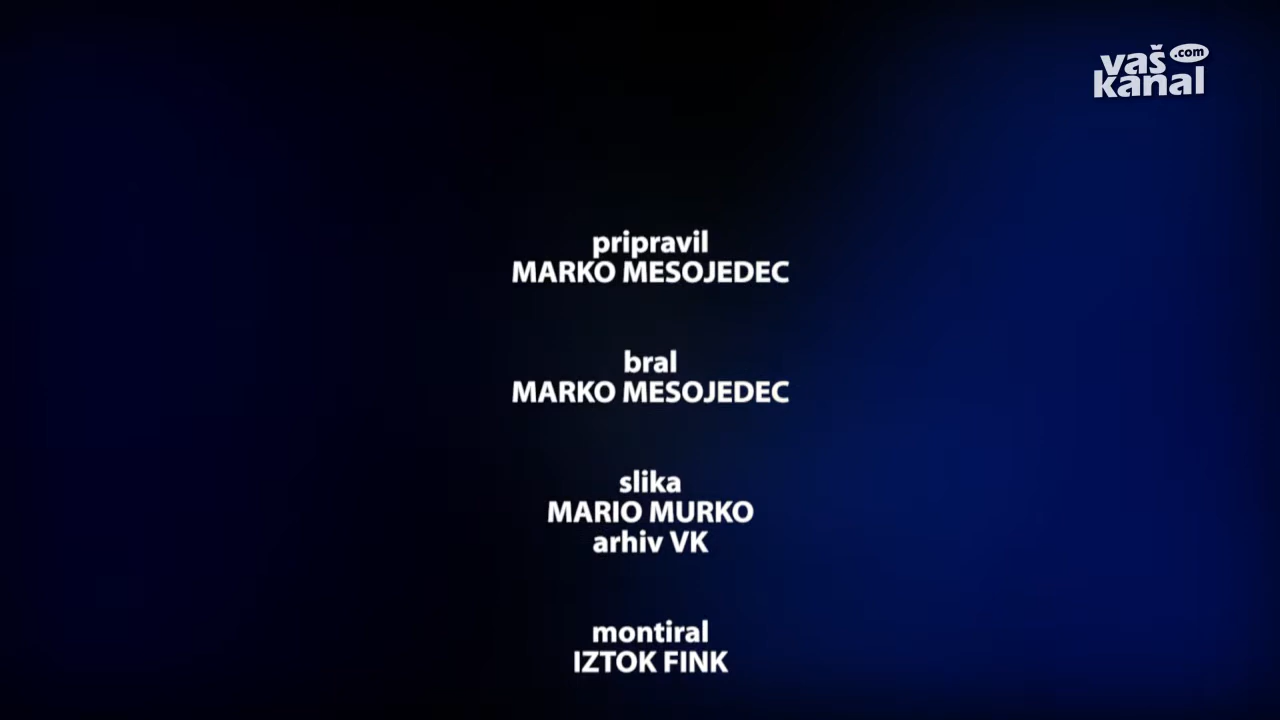 vaš .com
kanal
pripravil
MARKO MESOJEDEC
bral
MARKO MESOJEDEC
slika
MARIO MURKO
arhiv VK
montiral
IZTOK FINK